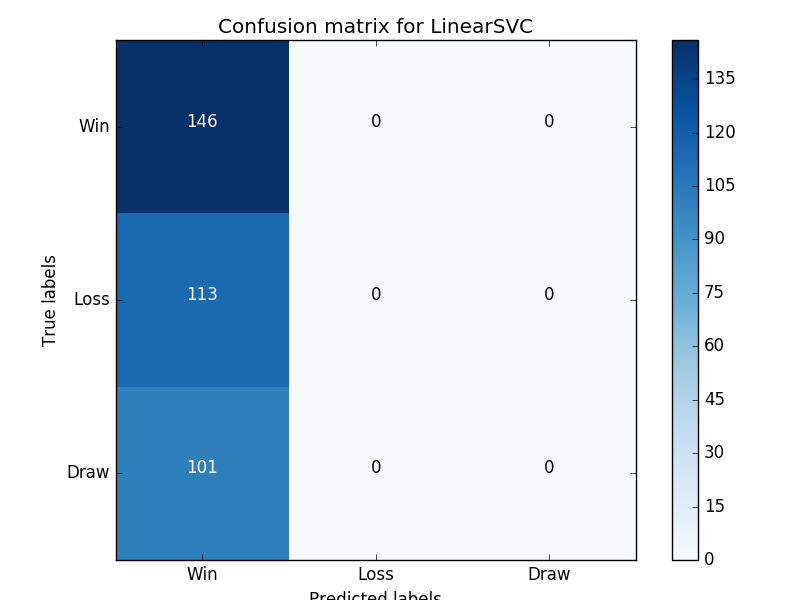 Confusion matrix for LinearSVC
Win 146 0 0
Loss 113 0 0
Draw 101 0 0
True labels
Win Loss Draw
Predicted labels
135
120
105
90
75
60
45
30
15
0